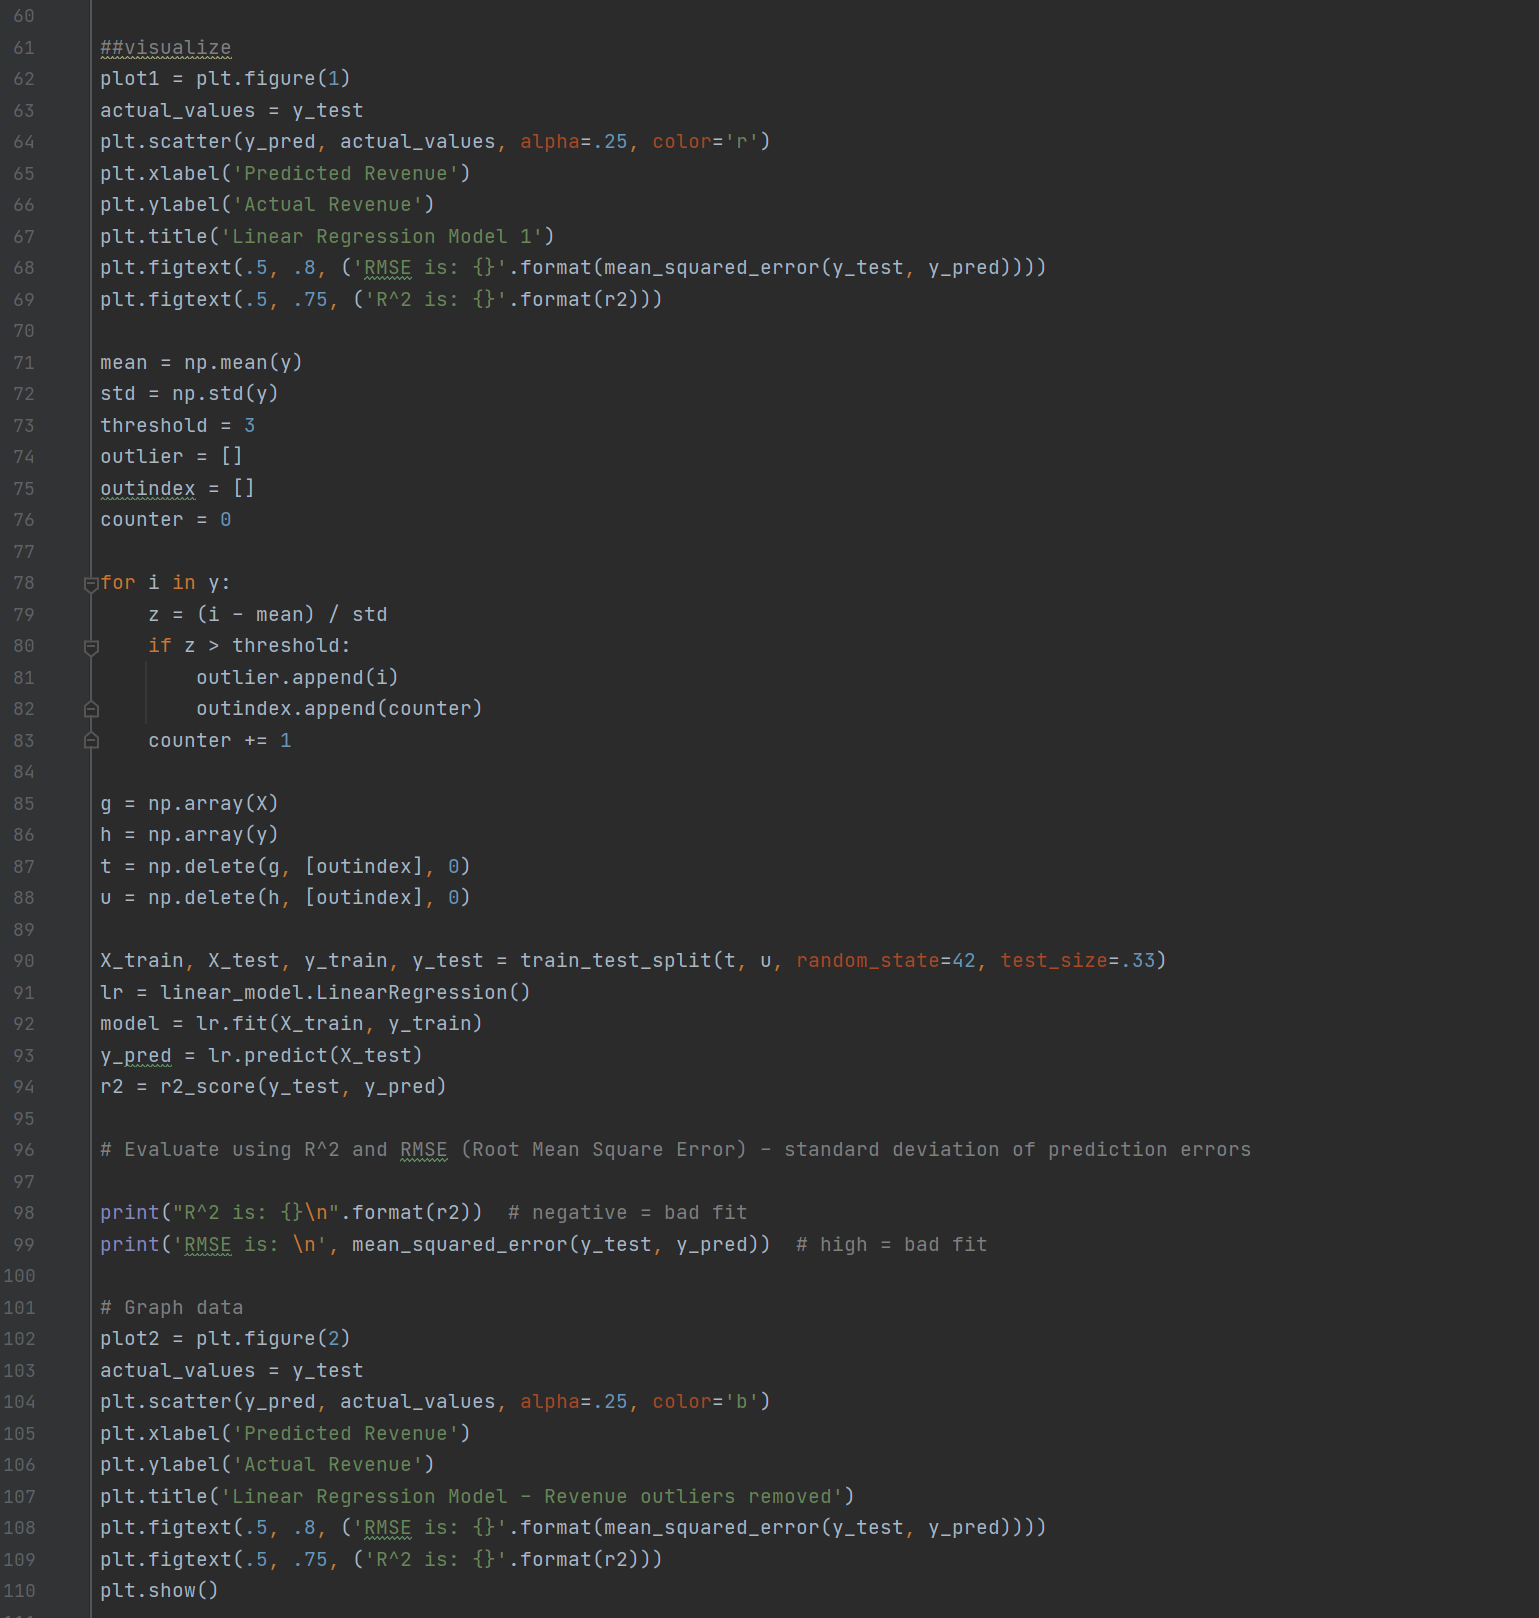 60
61 ##visualize
62 plot1 = plt.figure(1)
63 actual_values = y_test
64 plt.scatter(y_pred, actual_values, alpha=.25, color='r')
65 plt.xlabel('Predicted Revenue')
66 plt.ylabel('Actual Revenue')
67 plt.title('Linear Regression Model 1')
68 plt.figtext(.5, .8, ('RMSE is: {}'.format(mean_squared_error(y_test, y_pred))))
69 plt.figtext(.5, .75, ('R^2 is: {}'.format(r2)))
70
71 mean = np.mean(y)
72 std = np.std(y)
73 threshold = 3
74 outlier = []
75 outindex = []
76 counter = 0
77
78 for i in y:
79     z = (i - mean) / std
80     if z > threshold:
81         outlier.append(i)
82         outindex.append(counter)
83     counter += 1
84
85 g = np.array(X)
86 h = np.array(y)
87 t = np.delete(g, [outindex], 0)
88 u = np.delete(h, [outindex], 0)
89
90 X_train, X_test, y_train, y_test = train_test_split(t, u, random_state=42, test_size=.33)
91 lr = linear_model.LinearRegression()
92 model = lr.fit(X_train, y_train)
93 y_pred = lr.predict(X_test)
94 r2 = r2_score(y_test, y_pred)
95
96 # Evaluate using R^2 and RMSE (Root Mean Square Error) - standard deviation of prediction errors
97
98 print("R^2 is: {}\n".format(r2))  # negative = bad fit
99 print('RMSE is: \n', mean_squared_error(y_test, y_pred))  # high = bad fit
100
101 # Graph data
102 plot2 = plt.figure(2)
103 actual_values = y_test
104 plt.scatter(y_pred, actual_values, alpha=.25, color='b')
105 plt.xlabel('Predicted Revenue')
106 plt.ylabel('Actual Revenue')
107 plt.title('Linear Regression Model - Revenue outliers removed')
108 plt.figtext(.5, .8, ('RMSE is: {}'.format(mean_squared_error(y_test, y_pred))))
109 plt.figtext(.5, .75, ('R^2 is: {}'.format(r2)))
110 plt.show()